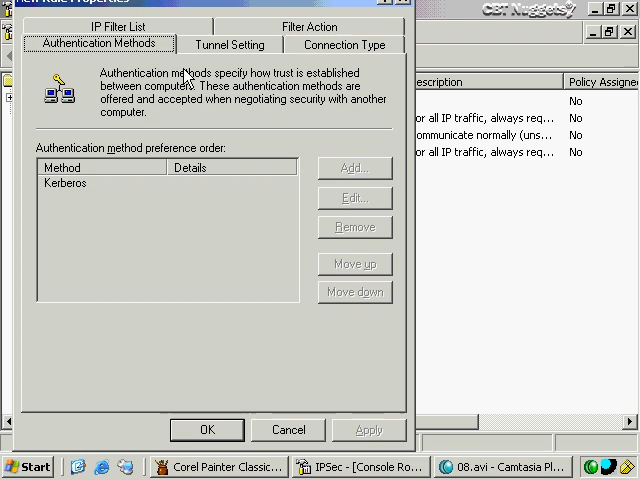 New Rule Properties
CBT Nuggets
IP Filter List
Filter Action
Authentication Methods
Tunnel Setting
Connection Type
Authentication methods specify how trust is established
between computers. These authentication methods are
offered and accepted when negotiating security with another
computer.
Authentication method preference order:
Method
Details
Kerberos
Add...
Edit...
Remove
Move up
Move down
OK
Cancel
Apply
escription
Policy Assigne
No
or all IP traffic, always req...
No
ommunicate normally (uns...
No
or all IP traffic, always req...
No
Start
Corel Painter Classic...
IPSec - [Console Ro...
08.avi - Camtasia Pl...